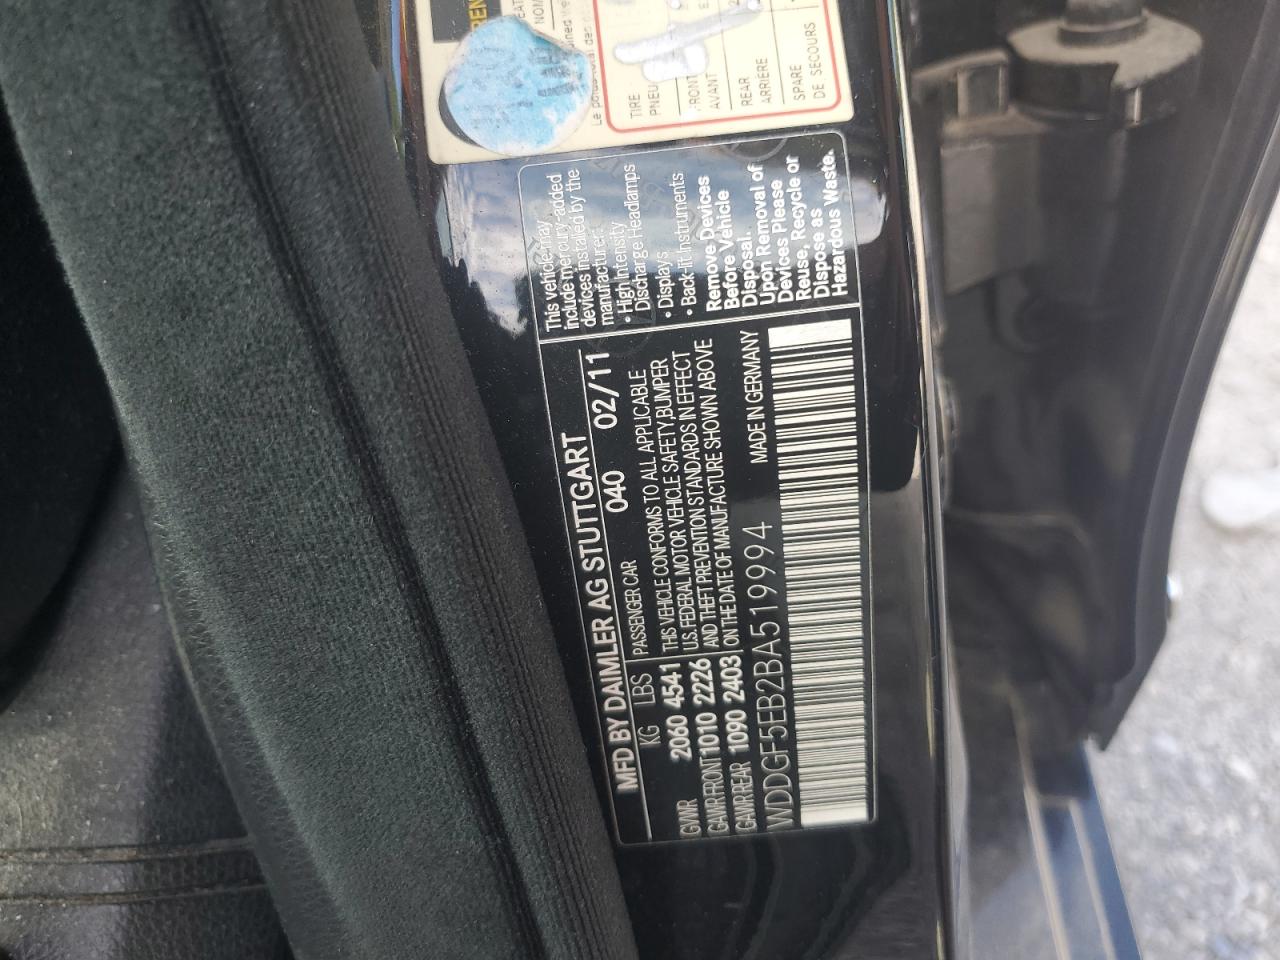 MFD BY DAIMLER AG STUTTGART
KG LBS PASSENGER CAR 040 02/11
GVWR 2060 4541
GAWR FRONT 1010 2226
GAWR REAR 1090 2403
THIS VEHICLE CONFORMS TO ALL APPLICABLE
U.S. FEDERAL MOTOR VEHICLE SAFETY, BUMPER
AND THEFT PREVENTION STANDARDS IN EFFECT
ON THE DATE OF MANUFACTURE SHOWN ABOVE
WDDGF5EB2BA519994 MADE IN GERMANY
This vehicle may
include mercury-added
devices installed by the
manufacturer:
• High Intensity
Discharge Headlamps
• Displays
• Back-lit Instruments
Remove Devices
Before Vehicle
Disposal.
Upon Removal of
Devices Please
Reuse, Recycle or
Dispose as
Hazardous Waste.
Le poids total des
TIRE
PNEU
FRONT
AVANT
REAR
ARRIÈRE
SPARE
DE SECOURS